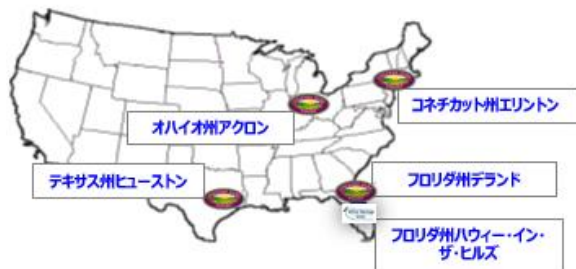 コネチカット州エリントン
オハイオ州アクロン
テキサス州ヒューストン
フロリダ州デランド
フロリダ州ハウィー・イン・
ザ・ヒルズ